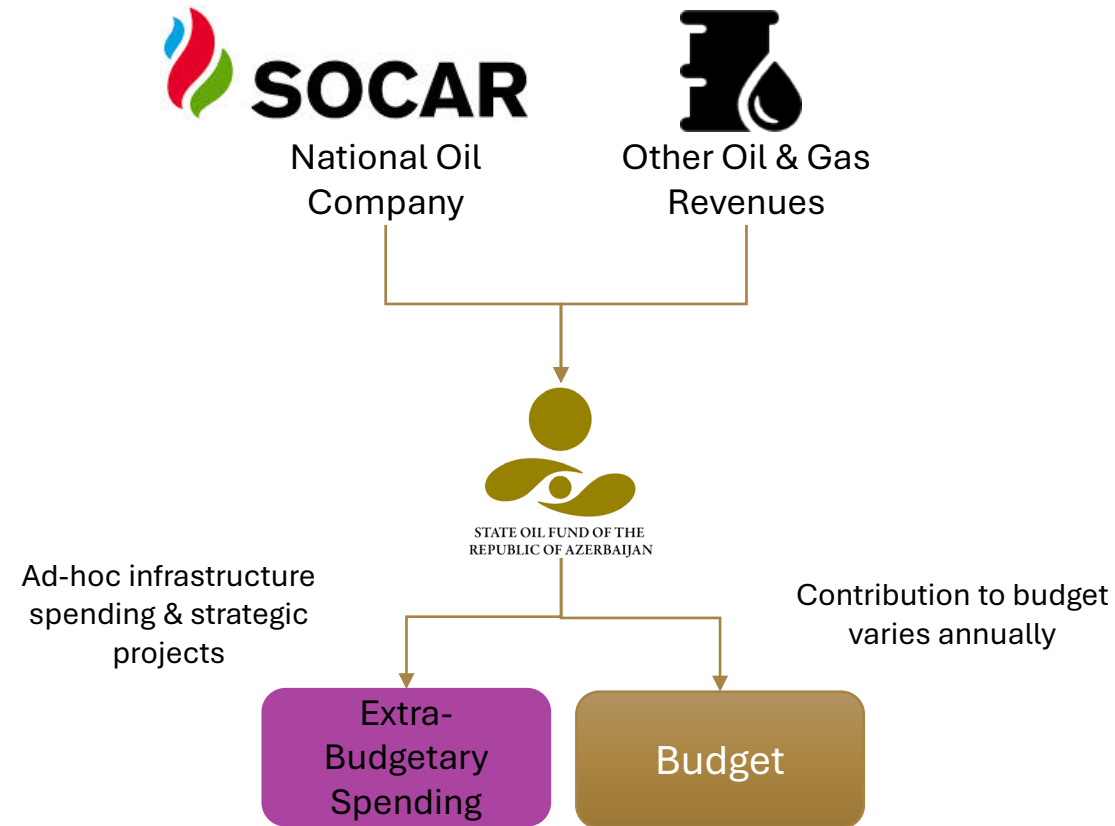 SOCAR
National Oil
Company
Other Oil & Gas
Revenues
STATE OIL FUND OF THE
REPUBLIC OF AZERBAIJAN
Ad-hoc infrastructure
spending & strategic
projects
Contribution to budget
varies annually
Extra-
Budgetary
Spending
Budget